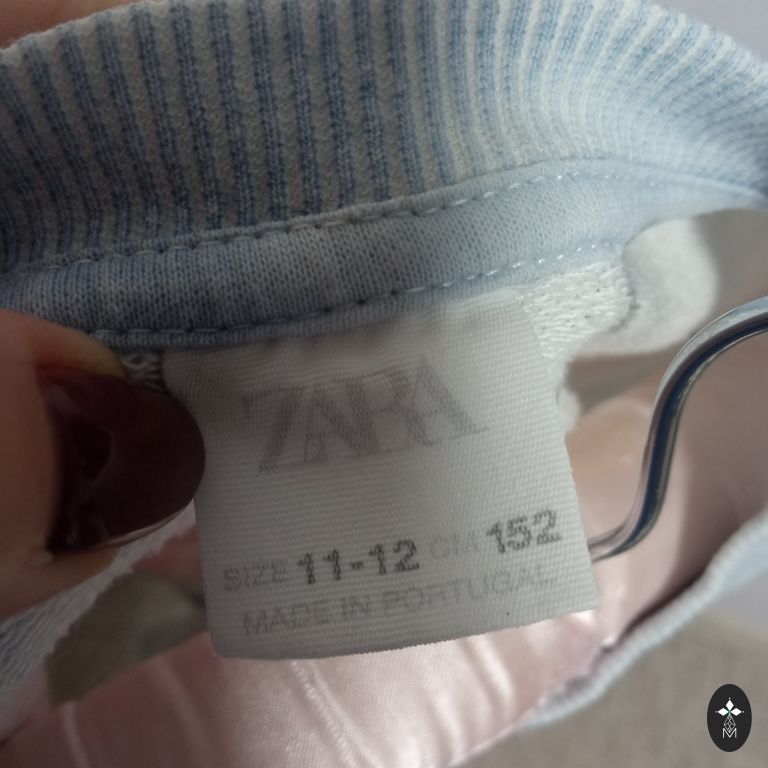 ZARA
SIZE 11-12 CM 152
MADE IN PORTUGAL
M